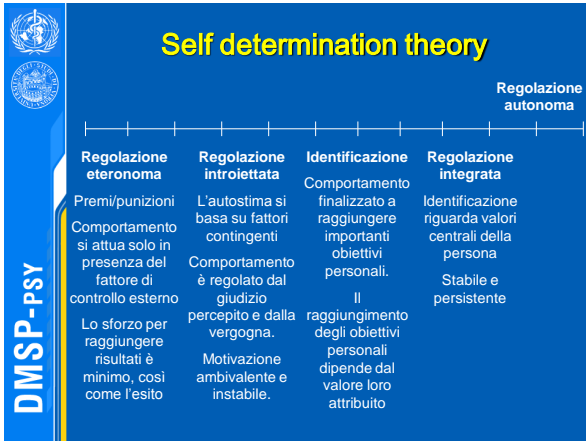 Self determination theory
Regolazione
autonoma
Regolazione
eteronoma
Premi/punizioni
Comportamento
si attua solo in
presenza del
fattore di
controllo esterno
Lo sforzo per
raggiungere
risultati è
minimo, così
come l'esito
Regolazione
introiettata
L'autostima si
basa su fattori
contingenti
Comportamento
è regolato dal
giudizio
percepito e dalla
vergogna.
Motivazione
ambivalente e
instabile.
Identificazione
Comportamento
finalizzato a
raggiungere
importanti
obiettivi
personali.
Il
raggiungimento
degli obiettivi
personali
dipende dal
valore loro
attribuito
Regolazione
integrata
Identificazione
riguarda valori
centrali della
persona
Stabile e
persistente
DMSP-PSY